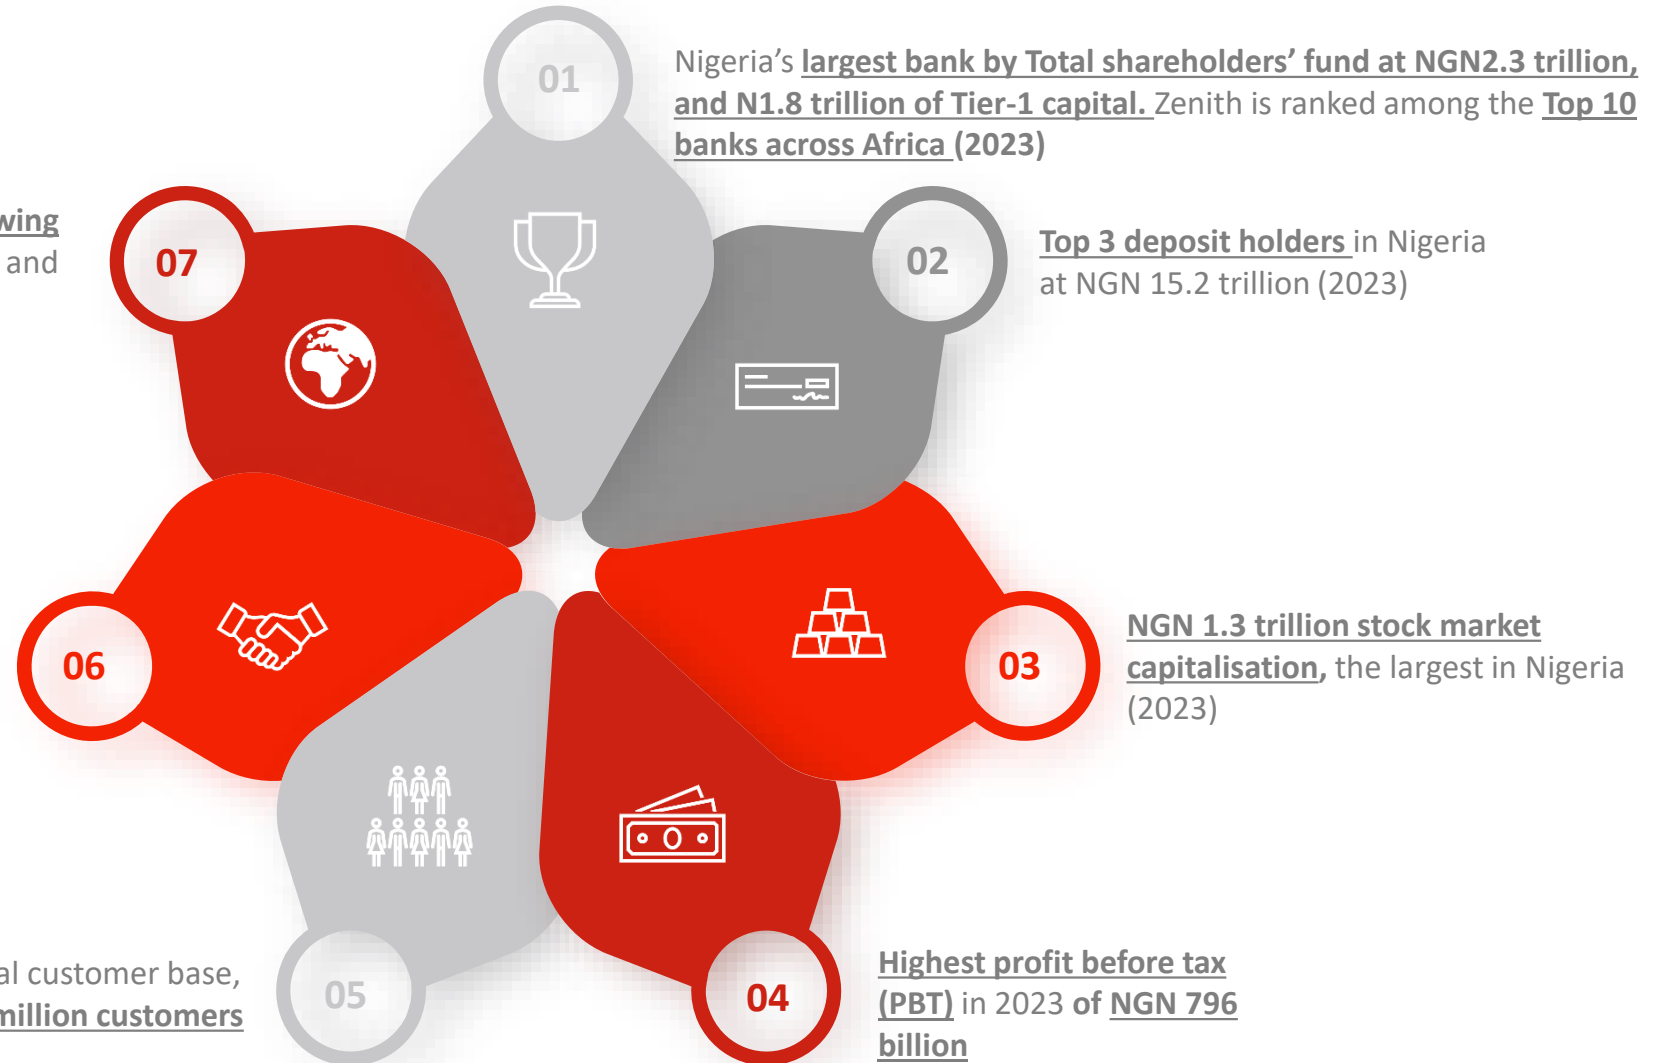 01
Nigeria's largest bank by Total shareholders' fund at NGN2.3 trillion,
and N1.8 trillion of Tier-1 capital. Zenith is ranked among the Top 10
banks across Africa (2023)
02
Top 3 deposit holders in Nigeria
at NGN 15.2 trillion (2023)
03
NGN 1.3 trillion stock market
capitalisation, the largest in Nigeria
(2023)
04
Highest profit before tax
(PBT) in 2023 of NGN 796
billion
05
customer base,
million customers
06
07
and